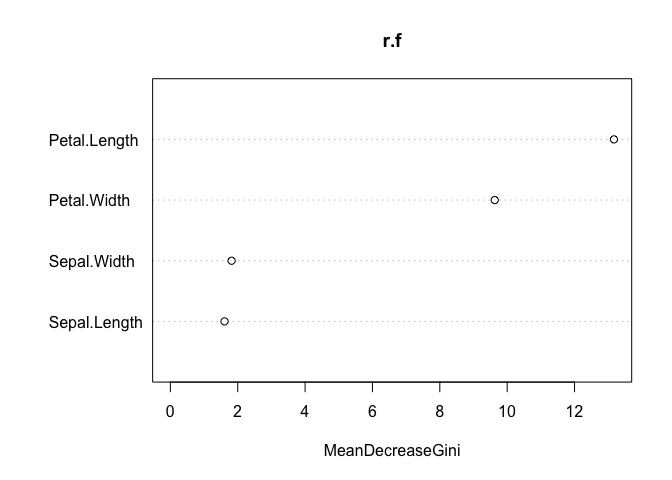 r.f
Petal.Length
Petal.Width
Sepal.Width
Sepal.Length
0 2 4 6 8 10 12
MeanDecreaseGini